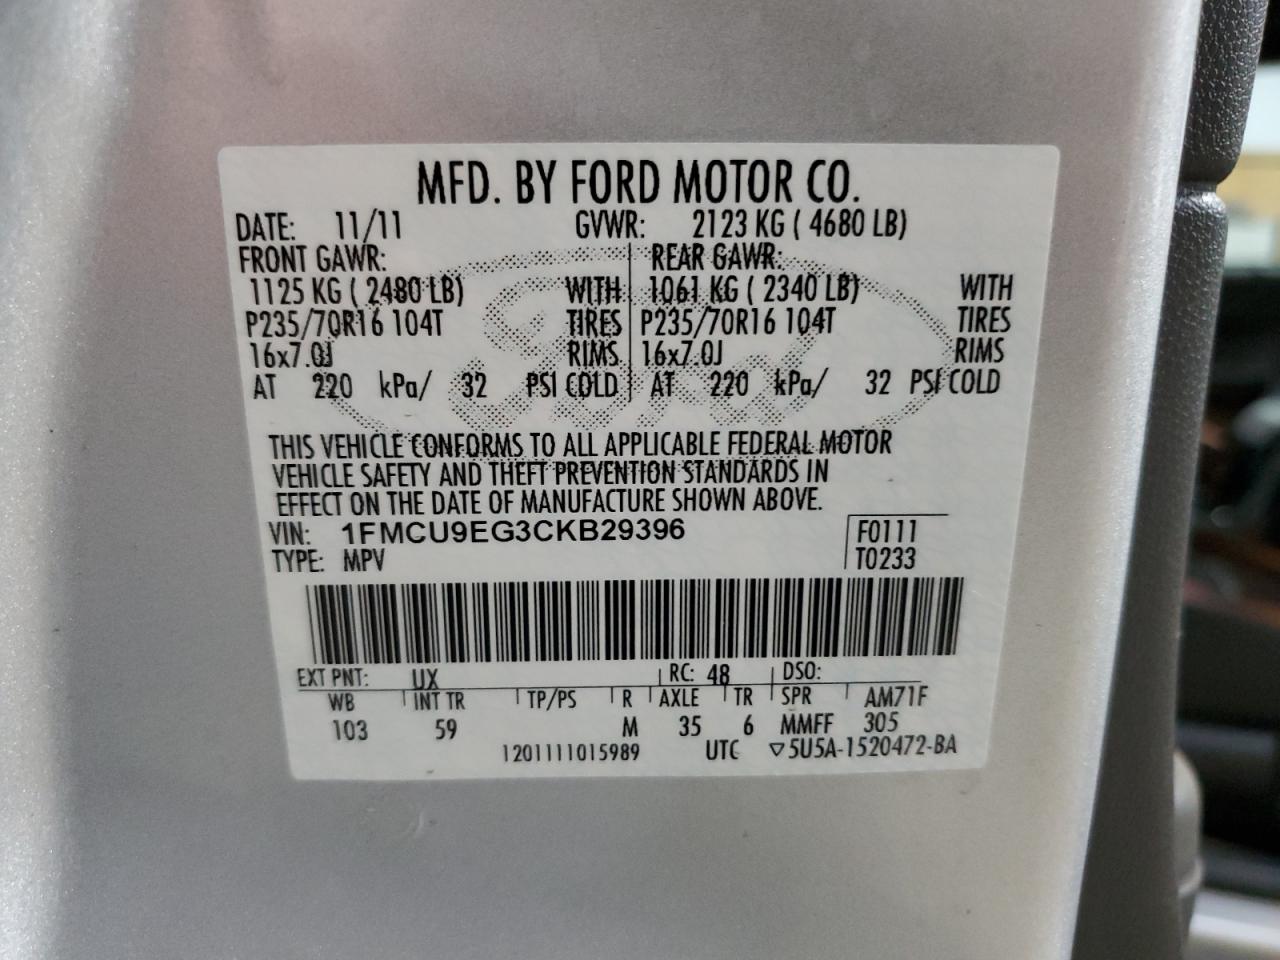 MFD. BY FORD MOTOR CO.
DATE: 11/11 GVWR: 2123 KG ( 4680 LB)
FRONT GAWR: REAR GAWR:
1125 KG ( 2480 LB) WITH 1061 KG ( 2340 LB) WITH
P235/70R16 104T TIRES P235/70R16 104T TIRES
16x7.0J RIMS 16x7.0J RIMS
AT 220 kPa/ 32 PSI COLD AT 220 kPa/ 32 PSI COLD
Ford
THIS VEHICLE CONFORMS TO ALL APPLICABLE FEDERAL MOTOR
VEHICLE SAFETY AND THEFT PREVENTION STANDARDS IN
EFFECT ON THE DATE OF MANUFACTURE SHOWN ABOVE.
VIN: 1FMCU9EG3CKB29396 F0111
TYPE: MPV T0233
EXT PNT: UX RC: 48 DSO:
WB INT TR TP/PS R AXLE TR SPR AM71F
103 59 M 35 6 MMFF 305
1201111015989 UTC ▽5U5A-1520472-BA